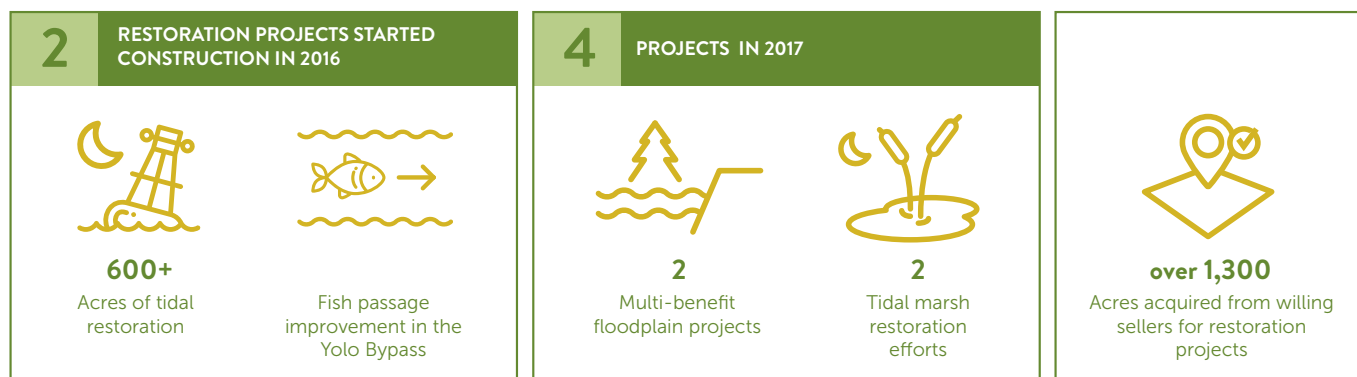 2
RESTORATION PROJECTS STARTED
CONSTRUCTION IN 2016
600+
Acres of tidal
restoration
Fish passage
improvement in the
Yolo Bypass
4
PROJECTS IN 2017
2
Multi-benefit
floodplain projects
2
Tidal marsh
restoration
efforts
over 1,300
Acres acquired from willing
sellers for restoration
projects